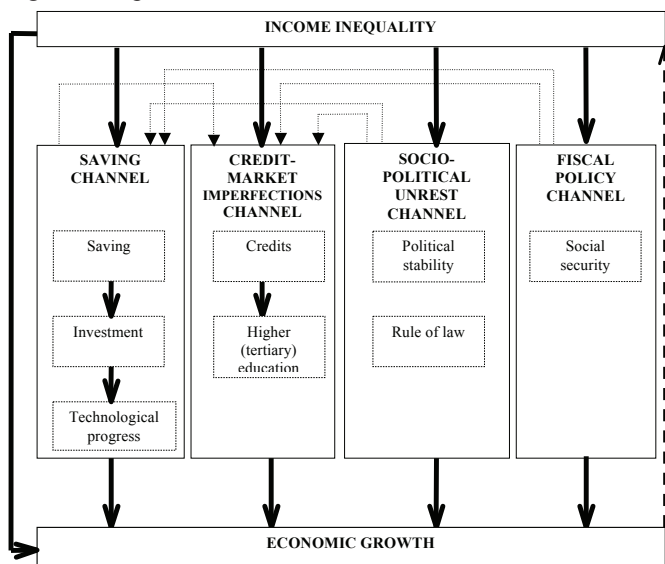 INCOME INEQUALITY
SAVING
CHANNEL
Saving
Investment
Technological
progress
CREDIT-
MARKET
IMPERFECTIONS
CHANNEL
Credits
Higher
(tertiary)
education
SOCIO-
POLITICAL
UNREST
CHANNEL
Political
stability
Rule of law
FISCAL
POLICY
CHANNEL
Social
security
ECONOMIC GROWTH